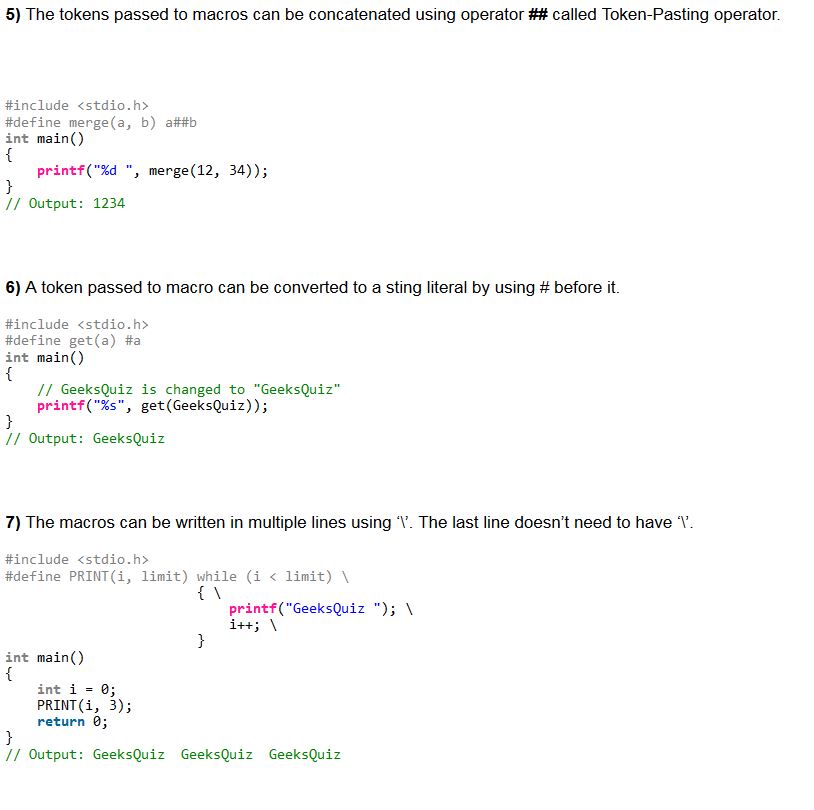 5) The tokens passed to macros can be concatenated using operator ## called Token-Pasting operator.
#include <stdio.h>
#define merge(a, b) a##b
int main()
{
    printf("%d ", merge(12, 34));
}
// Output: 1234
6) A token passed to macro can be converted to a sting literal by using # before it.
#include <stdio.h>
#define get(a) #a
int main()
{
    // GeeksQuiz is changed to "GeeksQuiz"
    printf("%s", get(GeeksQuiz));
}
// Output: GeeksQuiz
7) The macros can be written in multiple lines using ‘\’. The last line doesn’t need to have ‘\’.
#include <stdio.h>
#define PRINT(i, limit) while (i < limit) \
                        { \
                            printf("GeeksQuiz "); \
                            i++; \
                        }
int main()
{
    int i = 0;
    PRINT(i, 3);
    return 0;
}
// Output: GeeksQuiz  GeeksQuiz  GeeksQuiz